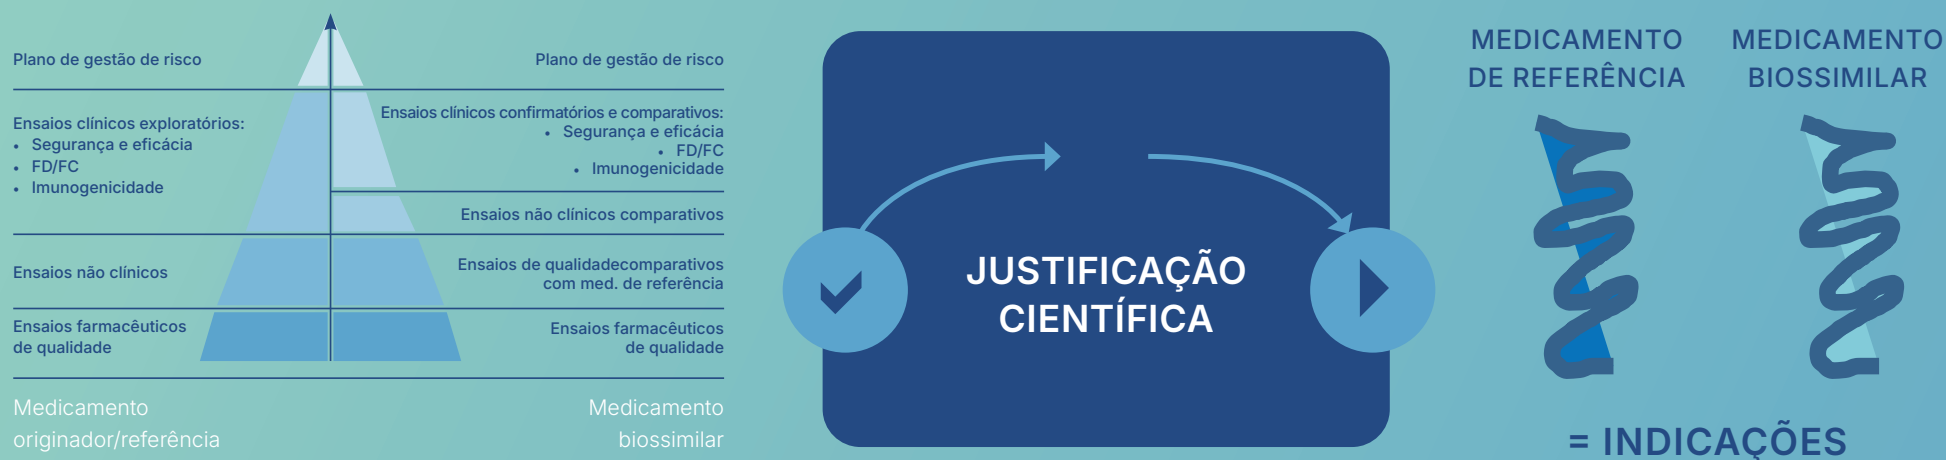 Plano de gestão de risco
Ensaios clínicos exploratórios:
• Segurança e eficácia
• FD/FC
• Imunogenicidade
Ensaios não clínicos
Ensaios farmacêuticos
de qualidade
Medicamento
originador/referência
Plano de gestão de risco
Ensaios clínicos confirmatórios e comparativos:
• Segurança e eficácia
• FD/FC
• Imunogenicidade
Ensaios não clínicos comparativos
Ensaios de qualidadecomparativos
com med. de referência
Ensaios farmacêuticos
de qualidade
Medicamento
biossimilar
JUSTIFICAÇÃO
CIENTÍFICA
MEDICAMENTO
DE REFERÊNCIA
MEDICAMENTO
BIOSSIMILAR
= INDICAÇÕES